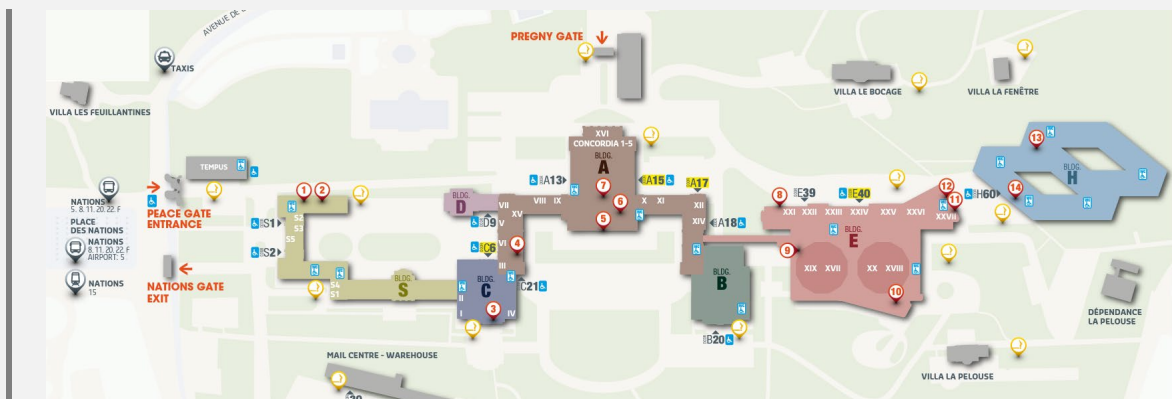 AVENUE DE
PREGNY GATE
TAXIS
VILLA LES FEUILLANTINES
VILLA LE BOCAGE
VILLA LA FENÊTRE
XVI
CONCORDIA 1-5
BLDG.
A
TEMPUS
A13
A15
A17
E39
E40
H60
BLDG.
H
13
14
12
11
NATIONS
5. 8. 11. 20. 22. F
PEACE GATE
ENTRANCE
PLACE
DES NATIONS
NATIONS
8. 11. 20. 22. F
AIRPORT: 5
NATIONS
15
NATIONS GATE
EXIT
1
2
S1
S2
S2
S3
S5
S4
S1
BLDG.
S
BLDG.
D
D9
C6
VII
XV
V
VI
III
4
VIII
IX
7
6
5
X
XI
XII
XIV
A18
BLDG.
C
II
I
IV
3
C21
BLDG.
B
B20
8
9
XXI
XXII
XXIII
XXIV
XXV
XXVI
XXVII
BLDG.
E
XIX
XVII
XX
XVIII
10
DÉPENDANCE
LA PELOUSE
VILLA LA PELOUSE
MAIL CENTRE - WAREHOUSE